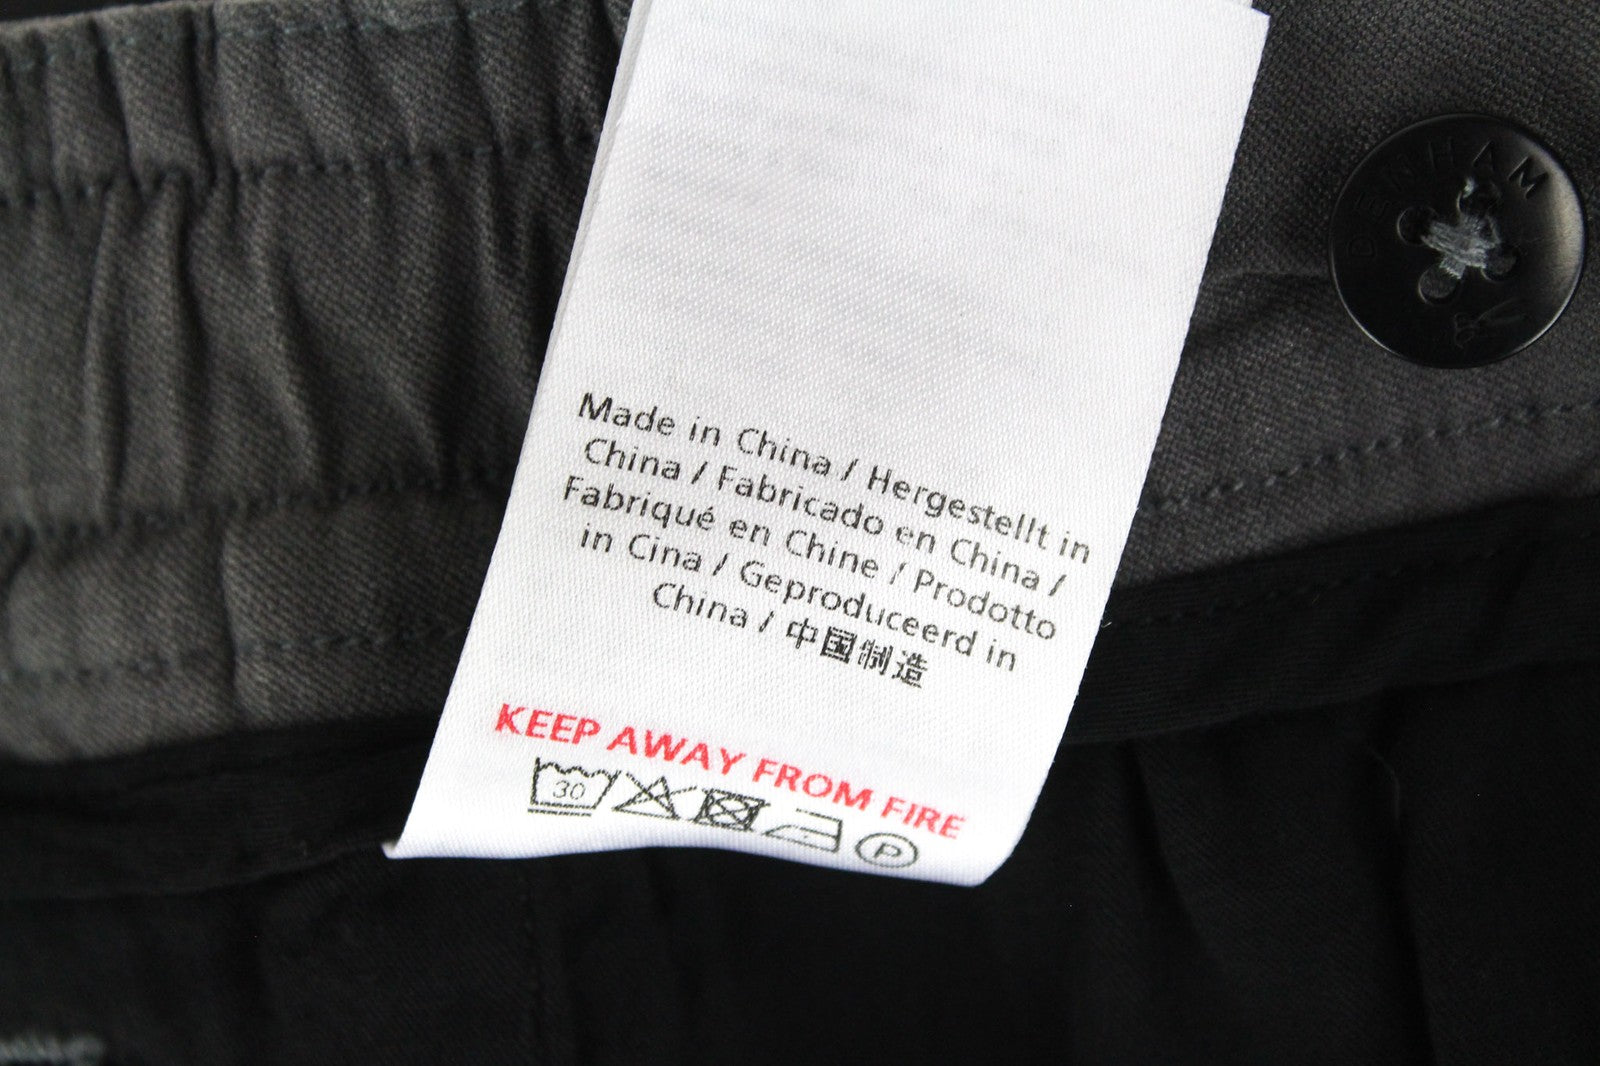 DENHAM
Made in China / Hergestellt in
China / Fabricado en China /
Fabriqué en Chine / Prodotto
in Cina / Geproduceerd in
China / 中国制造
KEEP AWAY FROM FIRE
30
P